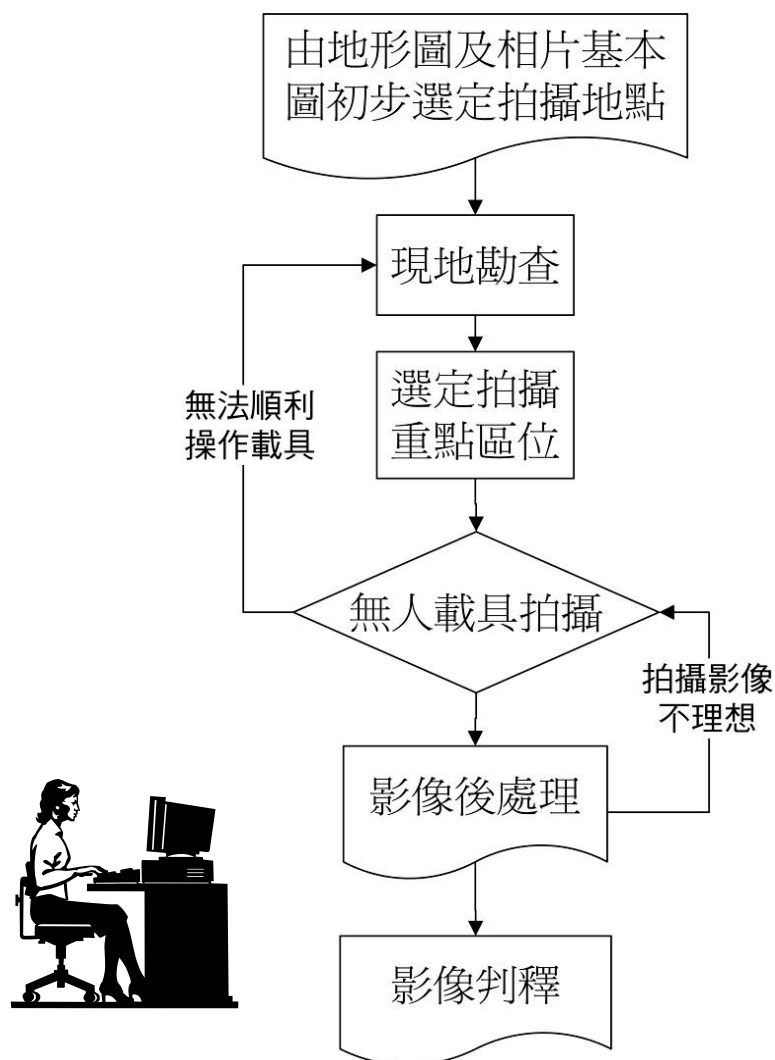 由地形圖及相片基本
圖初步選定拍攝地點
現地勘查
選定拍攝
重點區位
無法順利
操作載具
無人載具拍攝
拍攝影像
不理想
影像後處理
影像判釋